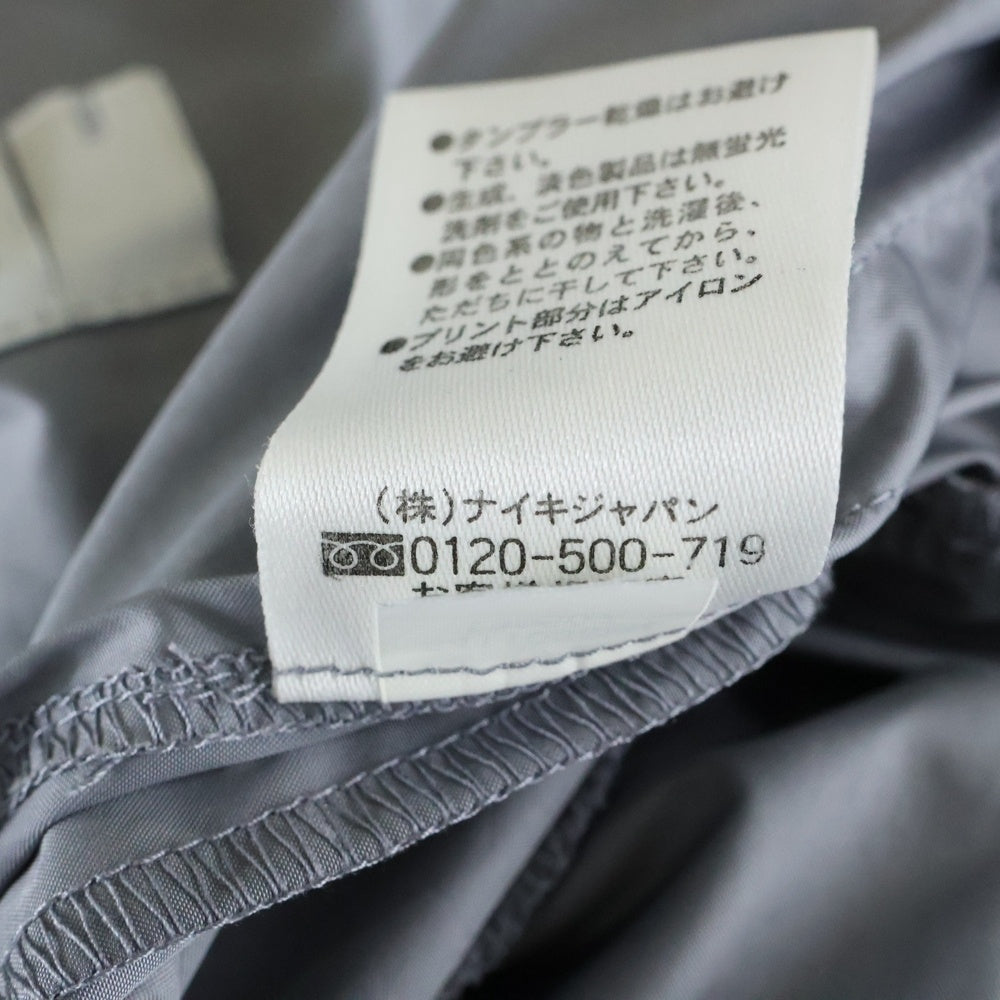 ●タンブラー乾燥はお避け
下さい。
●生成、淡色製品は無蛍光
洗剤をご使用下さい。
●同色系の物と洗濯後、
形をととのえてから、
ただちに干して下さい。
●プリント部分はアイロン
をお避け下さい。
(株)ナイキジャパン
0120-500-719